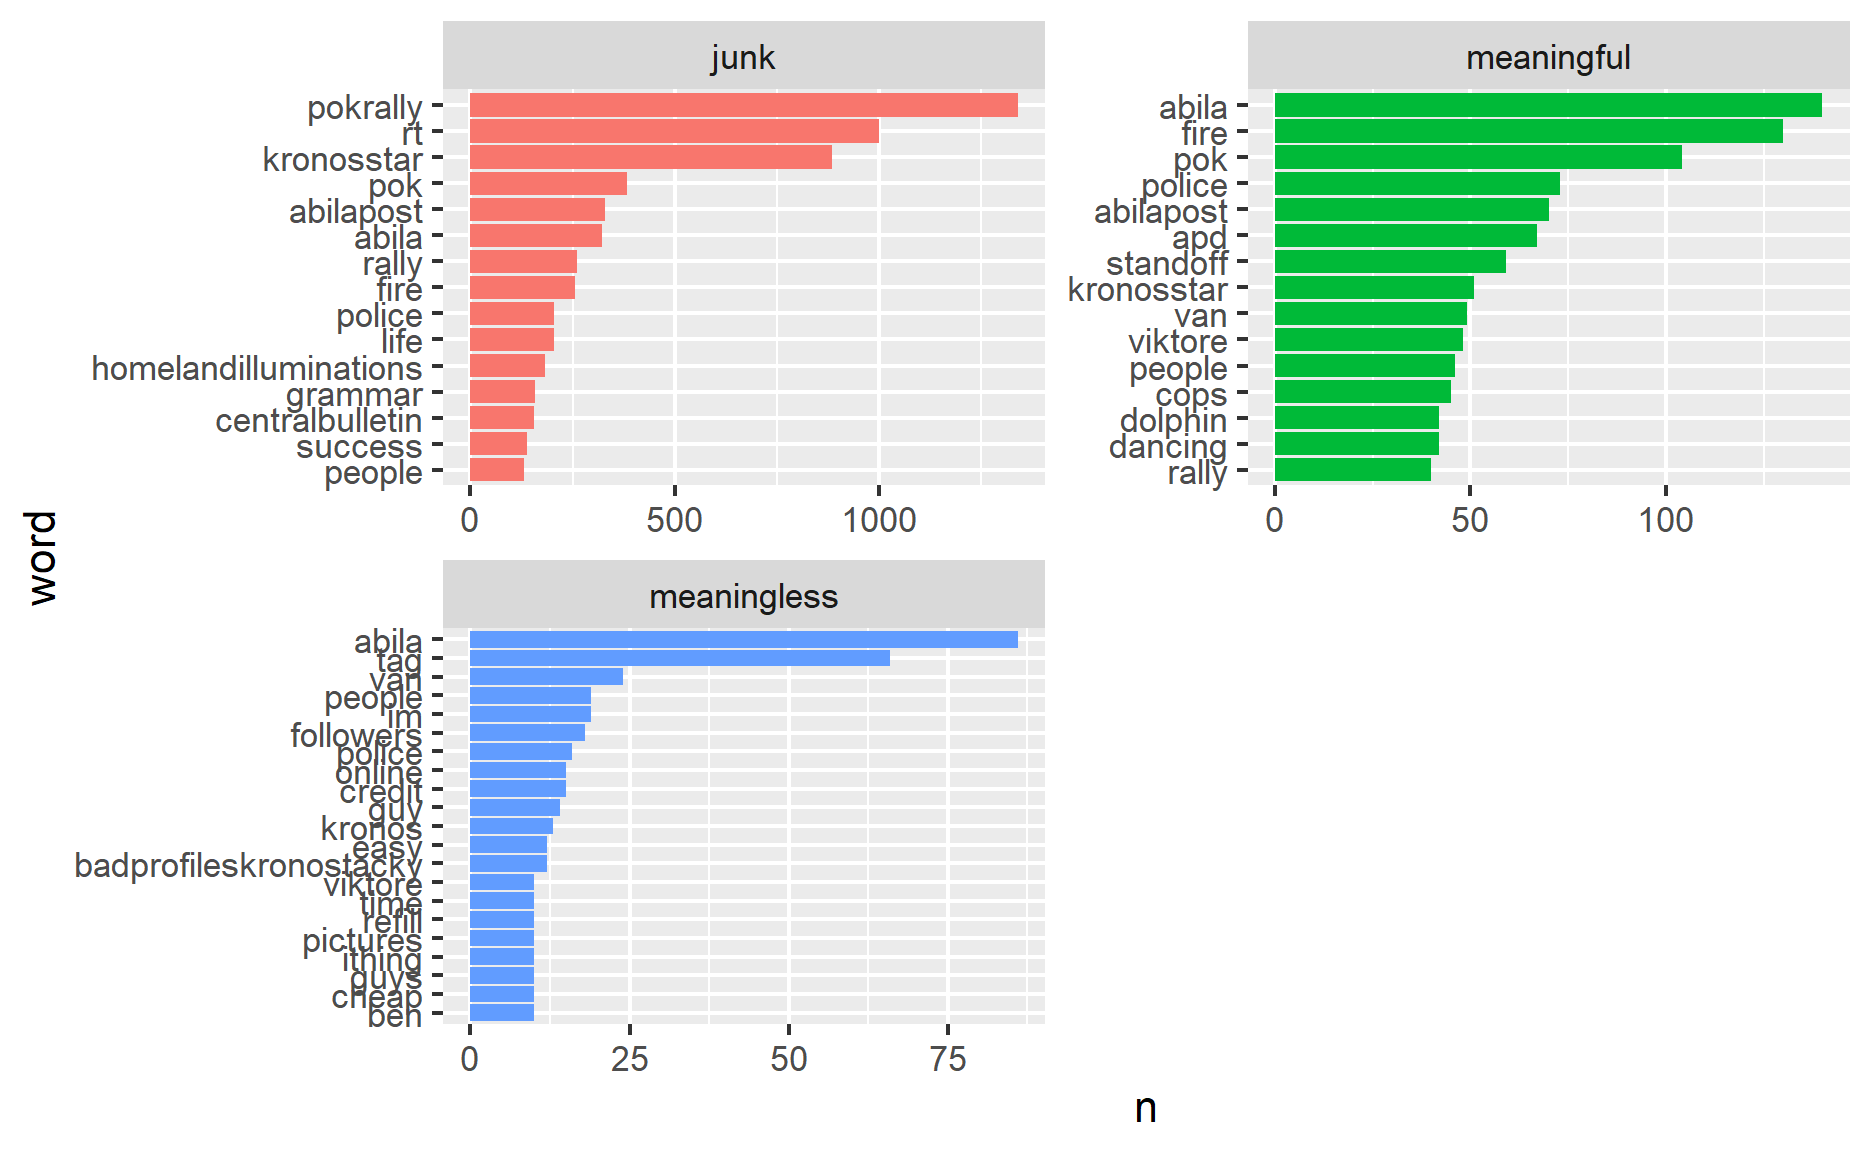 junk
pokrally
rt
kronosstar
pok
abilapost
abila
rally
fire
police
life
homelandilluminations
grammar
centralbulletin
success
people
0 500 1000
meaningful
abila
fire
pok
police
abilapost
apd
standoff
kronosstar
van
viktore
people
cops
dolphin
dancing
rally
0 50 100
meaningless
abila
tag
van
people
im
followers
police
online
credit
guy
kronos
easy
badprofileskronostacky
viktore
time
refill
pictures
ithing
guys
cheap
ben
0 25 50 75
word
n